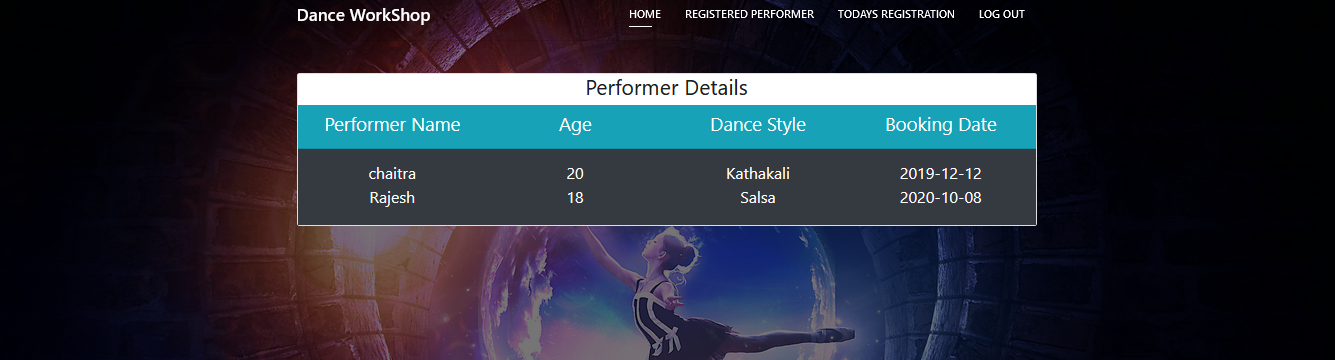 Dance WorkShop HOME REGISTERED PERFORMER TODAYS REGISTRATION LOG OUT
Performer Details
Performer Name Age Dance Style Booking Date
chaitra 20 Kathakali 2019-12-12
Rajesh 18 Salsa 2020-10-08